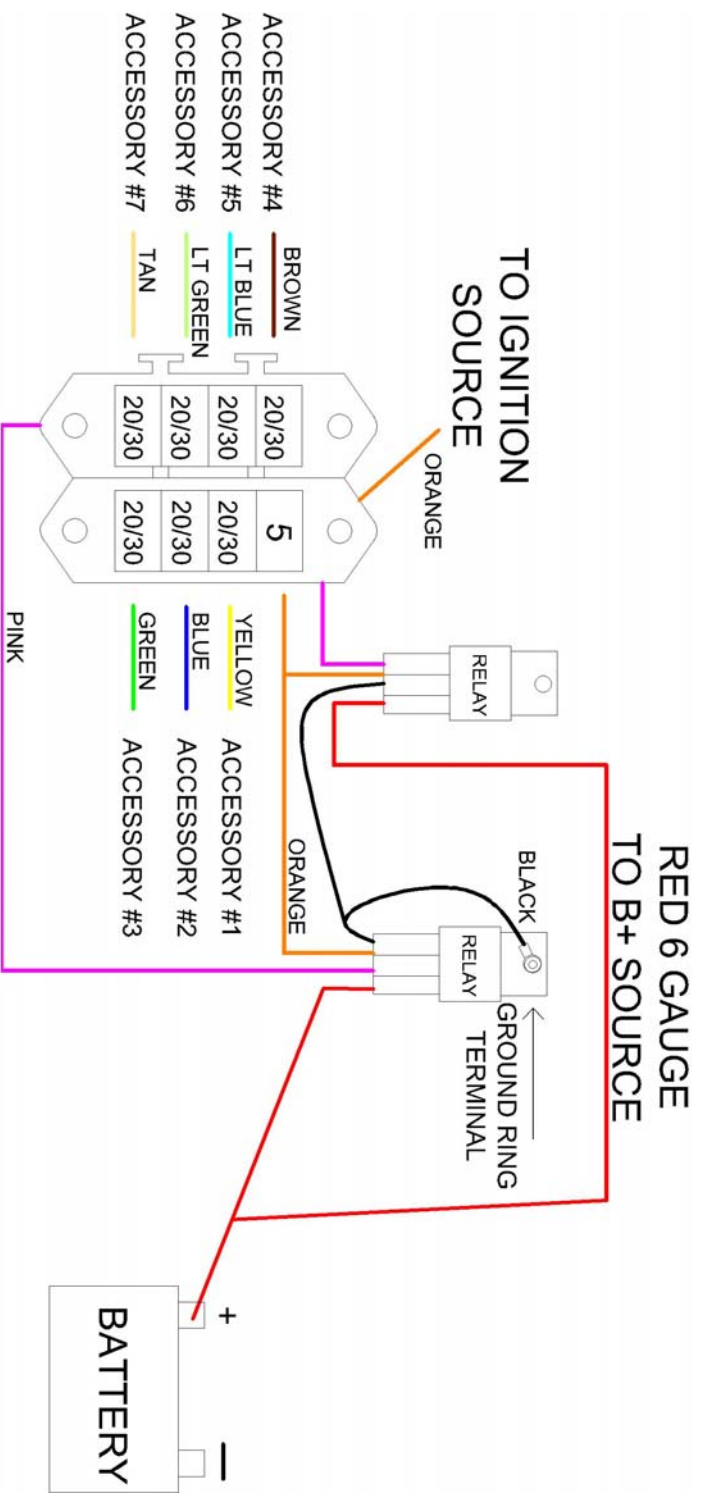 RED 6 GAUGE
TO B+ SOURCE
TO IGNITION
SOURCE
ORANGE
RELAY
BLACK
RELAY
GROUND RING
TERMINAL
ACCESSORY #4
BROWN
ACCESSORY #5
LT BLUE
ACCESSORY #6
LT GREEN
ACCESSORY #7
TAN
20/30
20/30
20/30
20/30
5
20/30
20/30
20/30
ORANGE
YELLOW
ACCESSORY #1
BLUE
ACCESSORY #2
GREEN
ACCESSORY #3
PINK
+
–
BATTERY